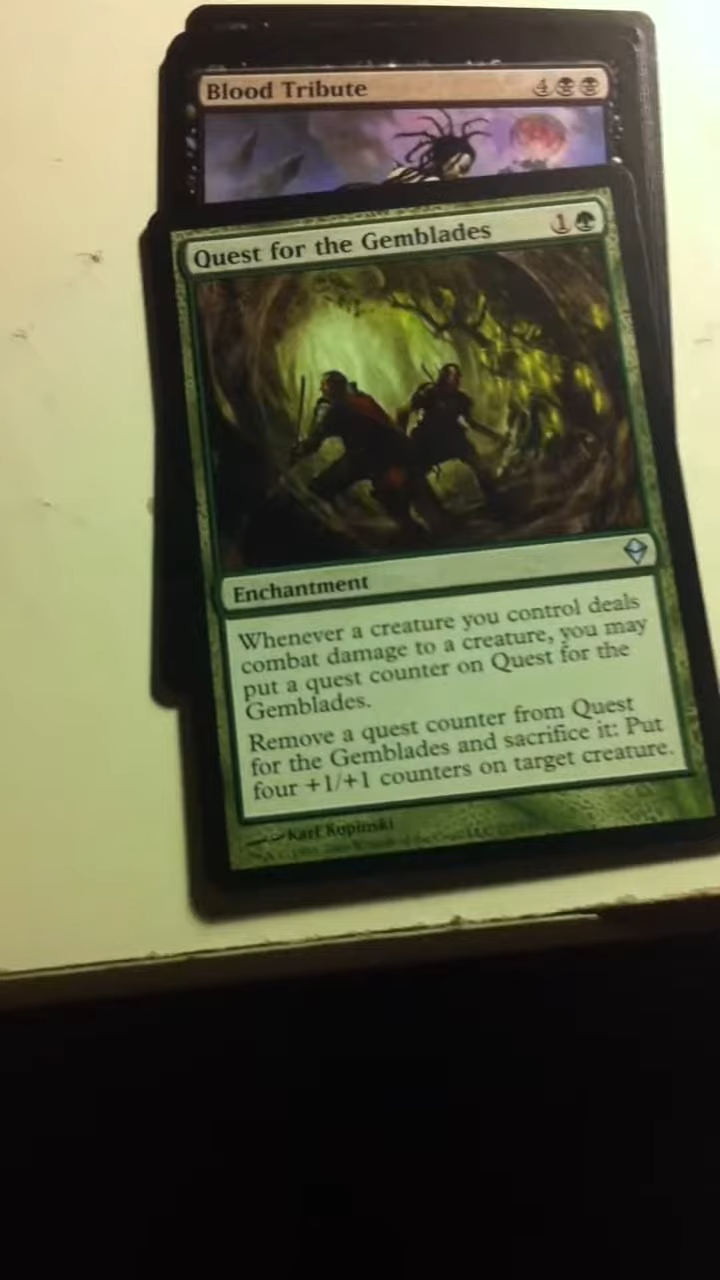 Blood Tribute 4
Quest for the Gemblades 1
Enchantment
Whenever a creature you control deals
combat damage to a creature, you may
put a quest counter on Quest for the
Gemblades.
Remove a quest counter from Quest
for the Gemblades and sacrifice it: Put
four +1/+1 counters on target creature.
Karl Kopinski